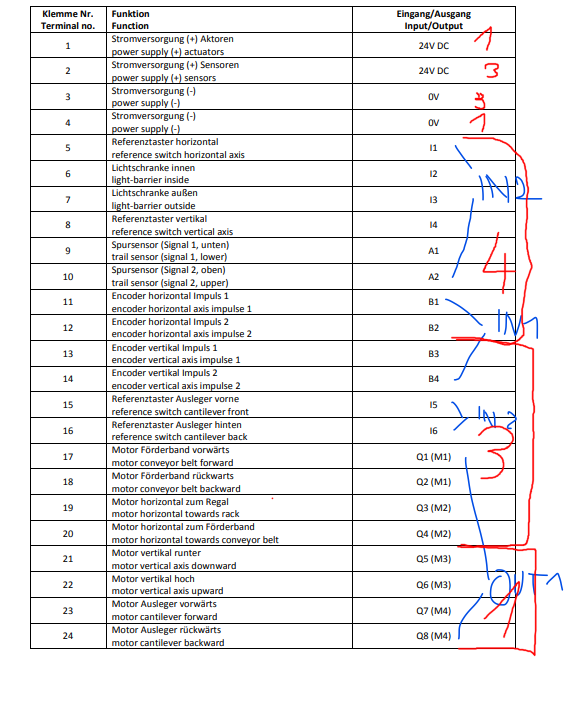 Klemme Nr. Funktion Eingang/Ausgang
Terminal no. Function Input/Output
1 Stromversorgung (+) Aktoren 24V DC 1
power supply (+) actuators
2 Stromversorgung (+) Sensoren 24V DC 3
power supply (+) sensors
3 Stromversorgung (-) 0V 3
power supply (-)
4 Stromversorgung (-) 0V 1
power supply (-)
5 Referenztaster horizontal I1
reference switch horizontal axis
6 Lichtschranke innen I2
light-barrier inside
7 Lichtschranke außen I3
light-barrier outside
8 Referenztaster vertikal I4
reference switch vertical axis
9 Spursensor (Signal 1, unten) A1
trail sensor (signal 1, lower)
10 Spursensor (Signal 2, oben) A2 4
trail sensor (signal 2, upper)
11 Encoder horizontal Impuls 1 B1
encoder horizontal axis impulse 1
12 Encoder horizontal Impuls 2 B2 IN1
encoder horizontal axis impulse 2
13 Encoder vertikal Impuls 1 B3
encoder vertical axis impulse 1
14 Encoder vertikal Impuls 2 B4
encoder vertical axis impulse 2
15 Referenztaster Ausleger vorne I5 IN2
reference switch cantilever front
16 Referenztaster Ausleger hinten I6
reference switch cantilever back
17 Motor Förderband vorwärts Q1 (M1) 3
motor conveyor belt forward
18 Motor Förderband rückwarts Q2 (M1)
motor conveyor belt backward
19 Motor horizontal zum Regal Q3 (M2)
motor horizontal towards rack
20 Motor horizontal zum Förderband Q4 (M2)
motor horizontal towards conveyor belt
21 Motor vertikal runter Q5 (M3)
motor vertical axis downward
22 Motor vertikal hoch Q6 (M3) OUT1
motor vertical axis upward
23 Motor Ausleger vorwärts Q7 (M4) 1
motor cantilever forward
24 Motor Ausleger rückwärts Q8 (M4)
motor cantilever backward